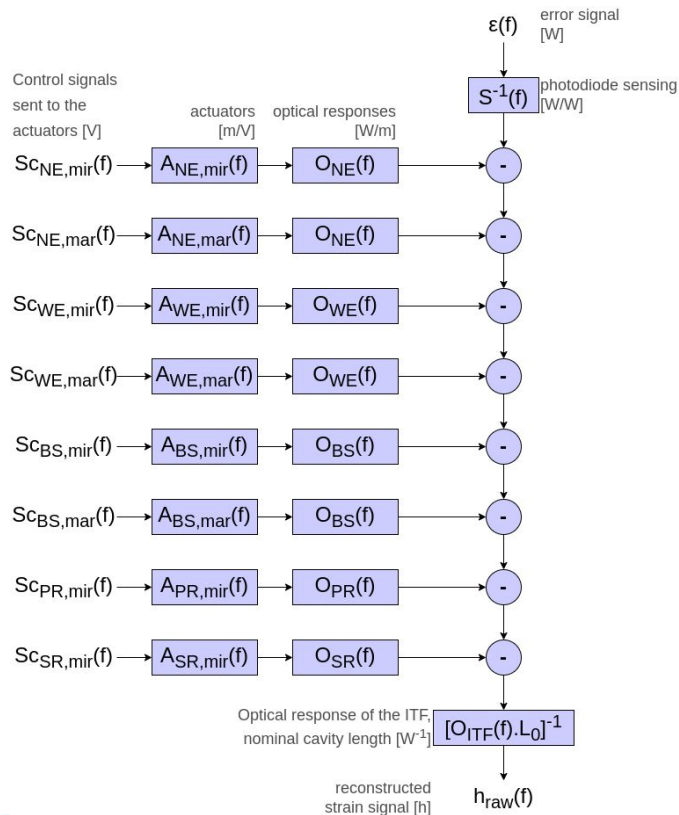 error signal
ε(f) [W]
Control signals
sent to the
actuators [V]
actuators
[m/V]
optical responses
[W/m]
S⁻¹(f)
photodiode sensing
[W/W]
Sc_NE,mir(f) A_NE,mir(f) O_NE(f) -
Sc_NE,mar(f) A_NE,mar(f) O_NE(f) -
Sc_WE,mir(f) A_WE,mir(f) O_WE(f) -
Sc_WE,mar(f) A_WE,mar(f) O_WE(f) -
Sc_BS,mir(f) A_BS,mir(f) O_BS(f) -
Sc_BS,mar(f) A_BS,mar(f) O_BS(f) -
Sc_PR,mir(f) A_PR,mir(f) O_PR(f) -
Sc_SR,mir(f) A_SR,mir(f) O_SR(f) -
Optical response of the ITF,
nominal cavity length [W⁻¹]
[O_ITF(f).L₀]⁻¹
reconstructed
strain signal [h]
h_raw(f)